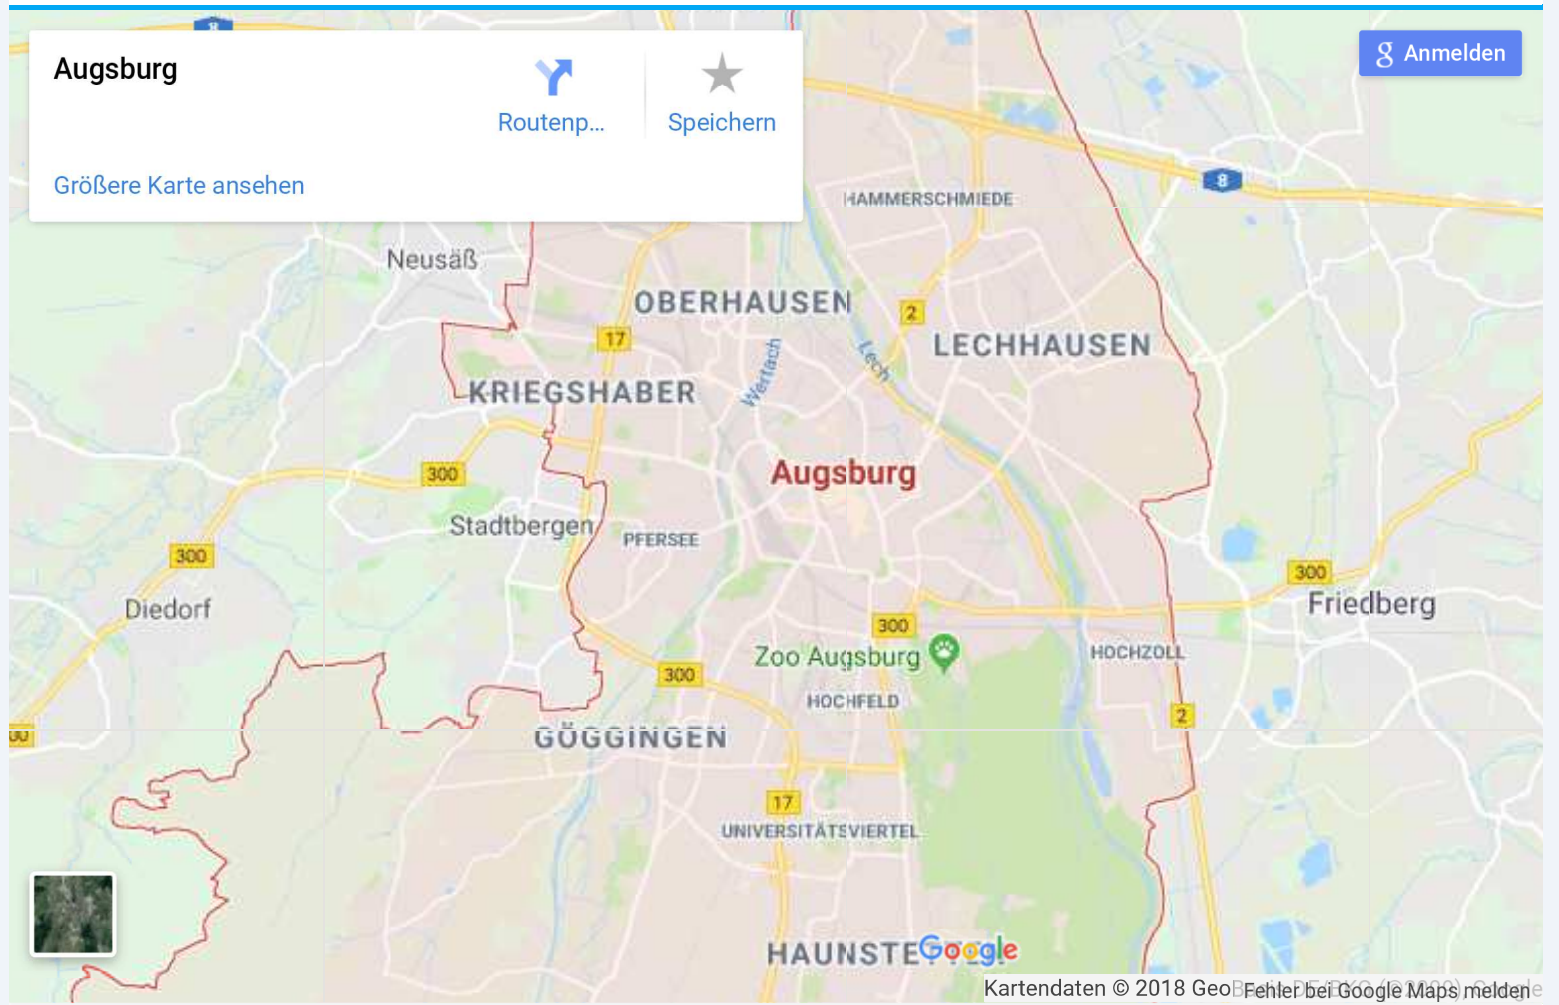 8
Augsburg
Routenp...
Speichern
Größere Karte ansehen
Anmelden
8
HAMMERSCHMIEDE
Neusäß
OBERHAUSEN
2
17
LECHHAUSEN
Wertach
Lech
KRIEGSHABER
300
Augsburg
Stadtbergen
PFERSEE
300
300
Diedorf
Friedberg
300
HOCHZOLL
Zoo Augsburg
300
HOCHFELD
2
00
GÖGGINGEN
17
UNIVERSITÄTSVIERTEL
Google
Kartendaten © 2018 Geo
Fehler bei Google Maps melden